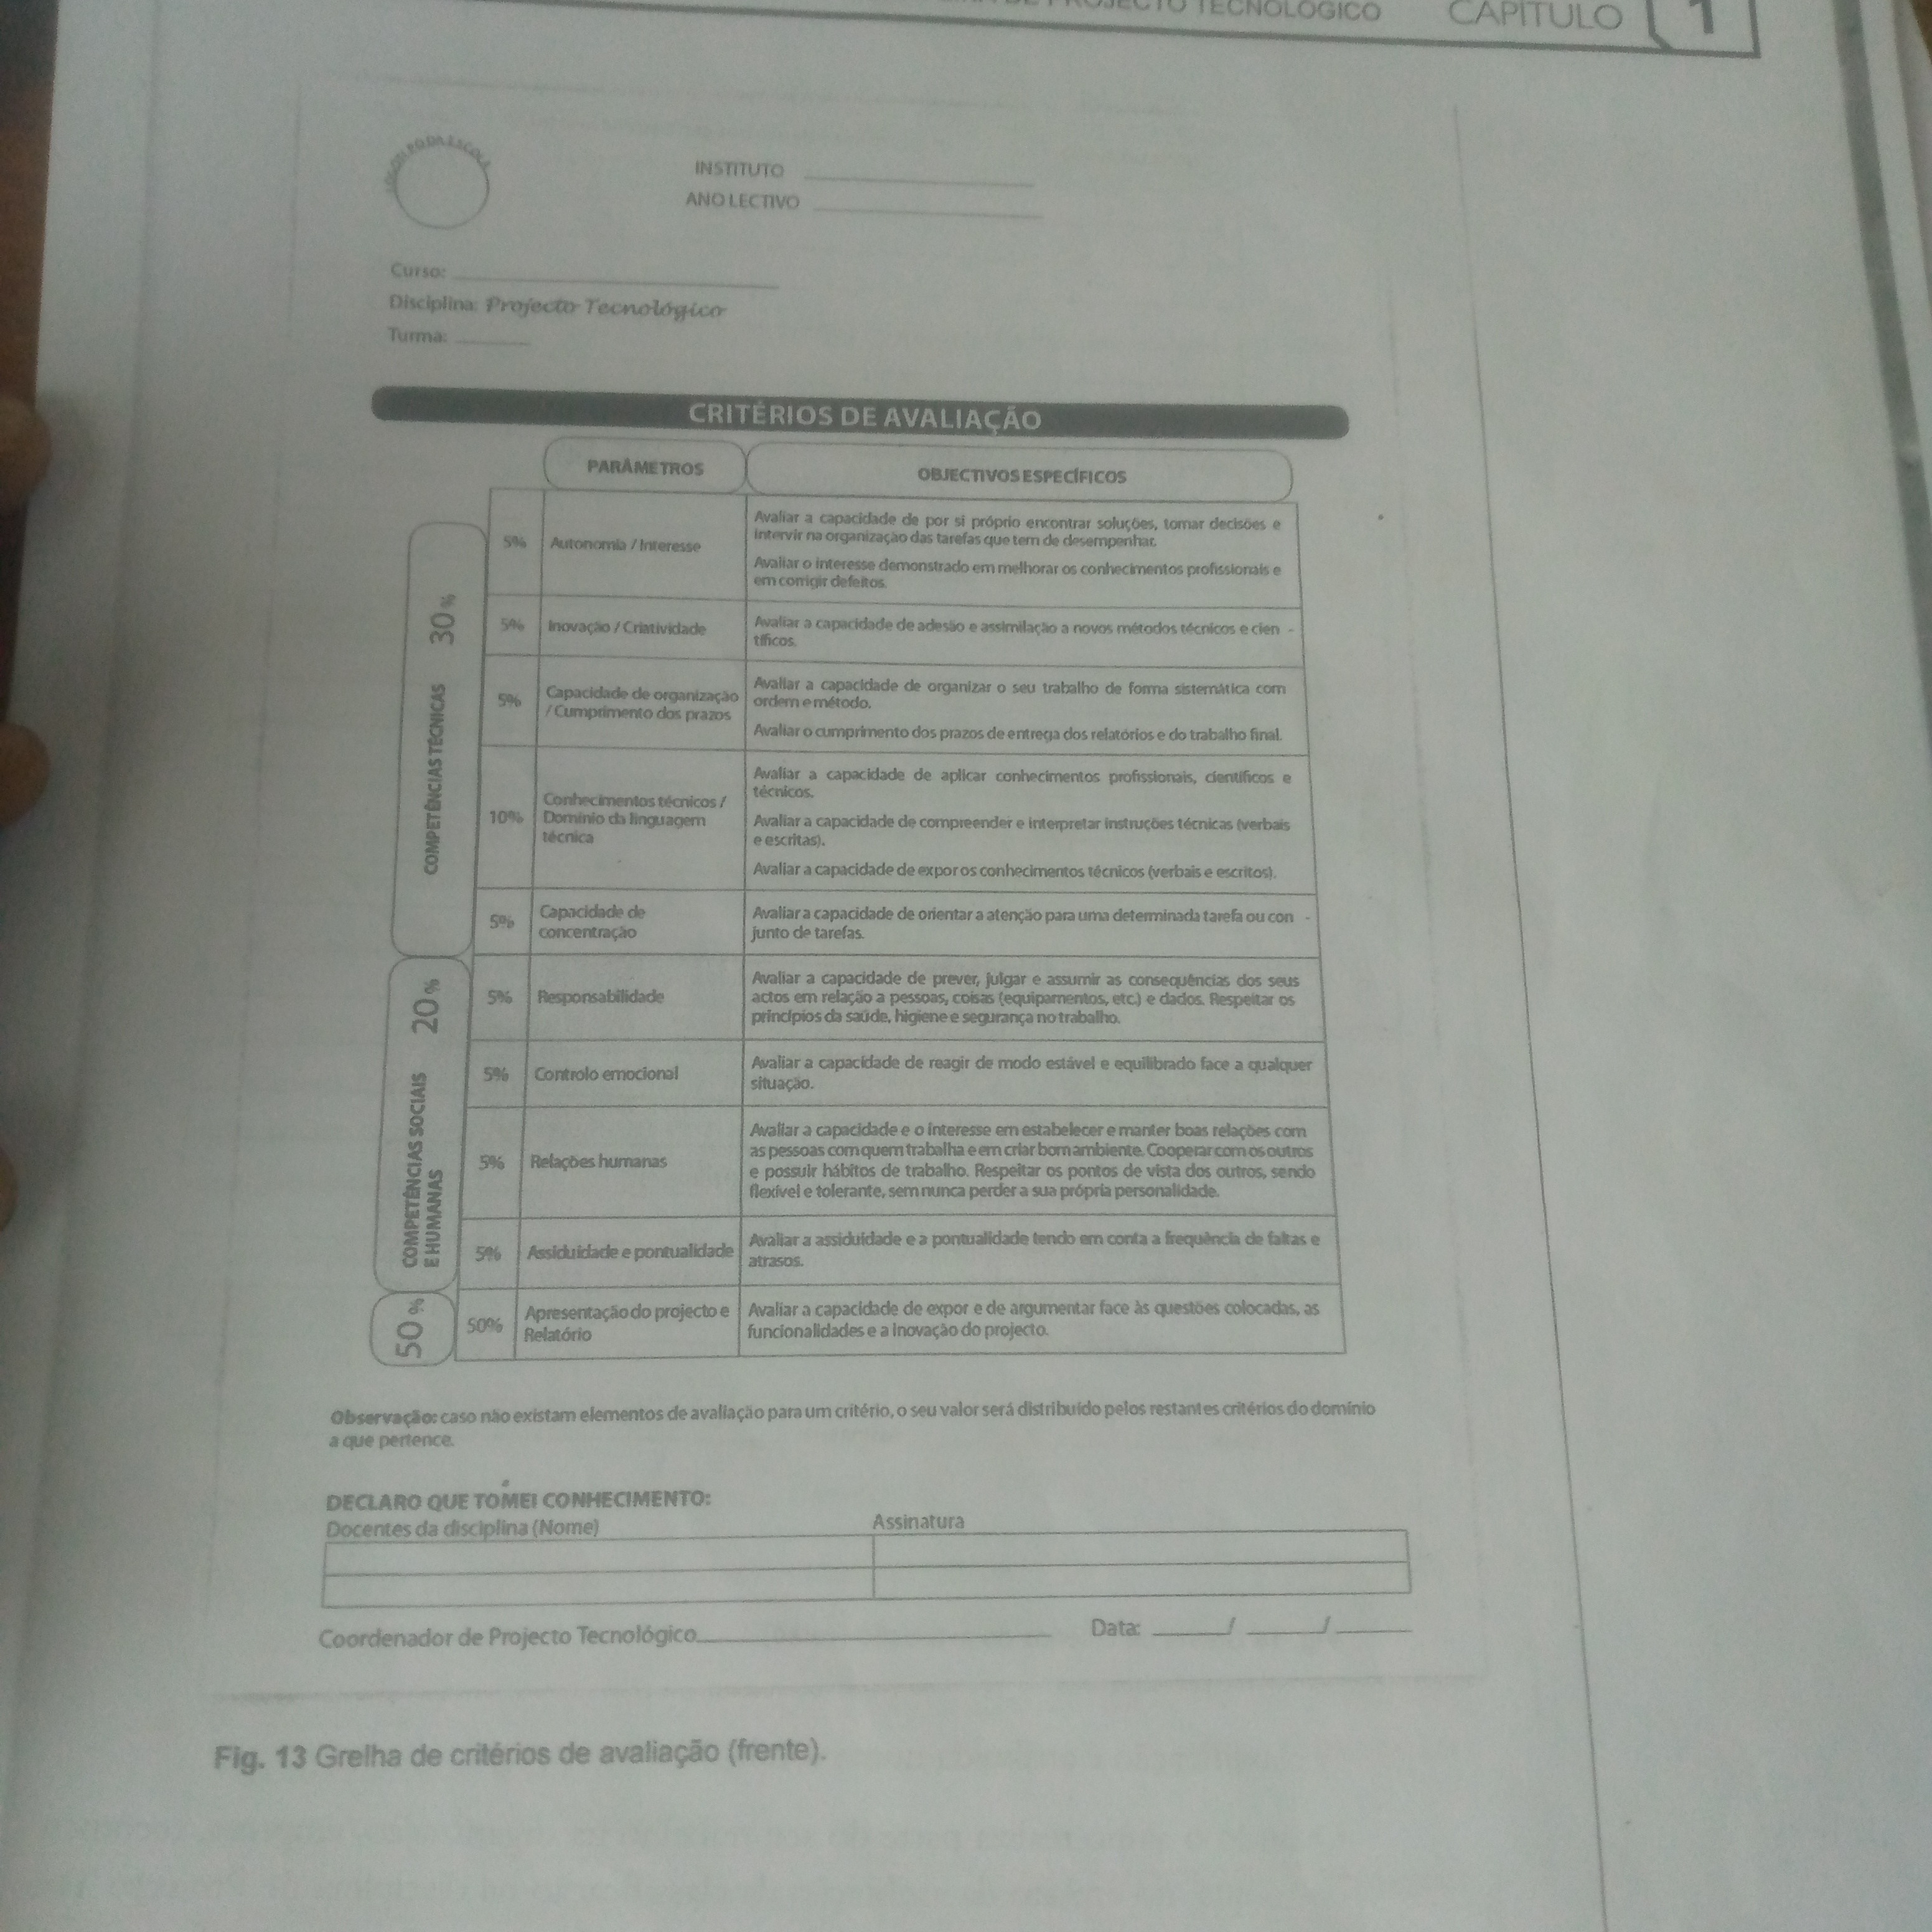 DE PROJECTO TECNOLÓGICO CAPÍTULO 1
LOGOTIPO DA ESCOLA
INSTITUTO
ANO LECTIVO
Curso:
Disciplina: Projecto Tecnológico
Turma:
CRITÉRIOS DE AVALIAÇÃO
PARÂMETROS
OBJECTIVOS ESPECÍFICOS
COMPETÊNCIAS TÉCNICAS 30%
5%
Autonomia / Interesse
Avaliar a capacidade de por si próprio encontrar soluções, tomar decisões e
intervir na organização das tarefas que tem de desempenhar.
Avaliar o interesse demonstrado em melhorar os conhecimentos profissionais e
em corrigir defeitos.
5%
Inovação / Criatividade
Avaliar a capacidade de adesão e assimilação a novos métodos técnicos e cien -
tíficos.
5%
Capacidade de organização
/ Cumprimento dos prazos
Avaliar a capacidade de organizar o seu trabalho de forma sistemática com
ordem e método.
Avaliar o cumprimento dos prazos de entrega dos relatórios e do trabalho final.
10%
Conhecimentos técnicos /
Domínio da linguagem
técnica
Avaliar a capacidade de aplicar conhecimentos profissionais, científicos e
técnicos.
Avaliar a capacidade de compreender e interpretar instruções técnicas (verbais
e escritas).
Avaliar a capacidade de expor os conhecimentos técnicos (verbais e escritos).
5%
Capacidade de
concentração
Avaliar a capacidade de orientar a atenção para uma determinada tarefa ou con -
junto de tarefas.
COMPETÊNCIAS SOCIAIS
E HUMANAS 20%
5%
Responsabilidade
Avaliar a capacidade de prever, julgar e assumir as consequências dos seus
actos em relação a pessoas, coisas (equipamentos, etc.) e dados. Respeitar os
princípios da saúde, higiene e segurança no trabalho.
5%
Controlo emocional
Avaliar a capacidade de reagir de modo estável e equilibrado face a qualquer
situação.
5%
Relações humanas
Avaliar a capacidade e o interesse em estabelecer e manter boas relações com
as pessoas com quem trabalha e em criar bom ambiente. Cooperar com os outros
e possuir hábitos de trabalho. Respeitar os pontos de vista dos outros, sendo
flexível e tolerante, sem nunca perder a sua própria personalidade.
5%
Assiduidade e pontualidade
Avaliar a assiduidade e a pontualidade tendo em conta a frequência de faltas e
atrasos.
50%
50%
Apresentação do projecto e
Relatório
Avaliar a capacidade de expor e de argumentar face às questões colocadas, as
funcionalidades e a inovação do projecto.
Observação: caso não existam elementos de avaliação para um critério, o seu valor será distribuído pelos restantes critérios do domínio
a que pertence.
DECLARO QUE TOMEI CONHECIMENTO:
Docentes da disciplina (Nome)
Assinatura
Coordenador de Projecto Tecnológico
Data: / /
Fig. 13 Grelha de critérios de avaliação (frente).